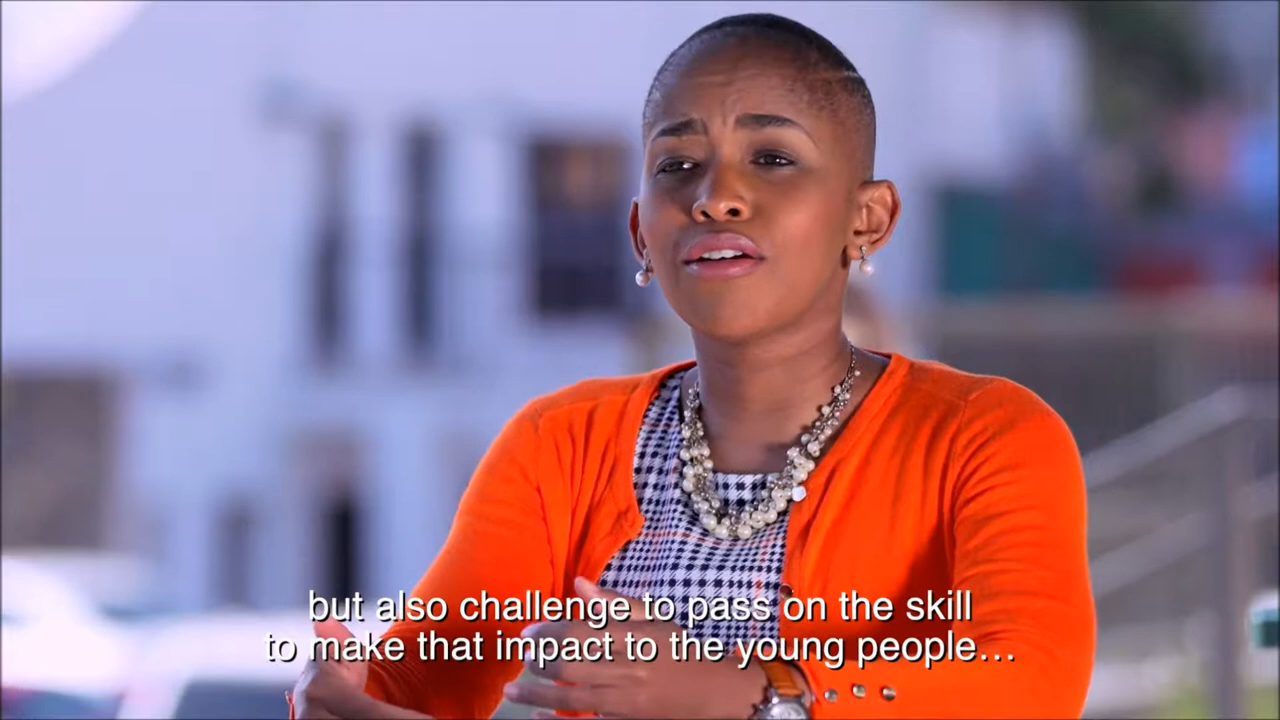 but also challenge to pass on the skill
to make that impact to the young people…